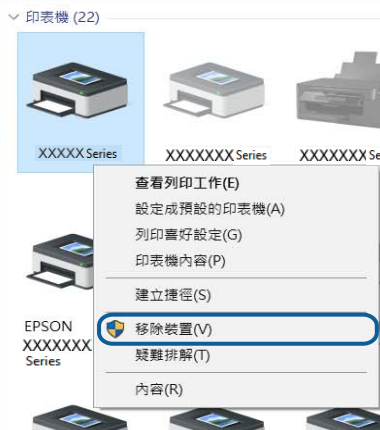 印表機 (22)
XXXXX Series
XXXXXXX Series
XXXXXXX Se
查看列印工作(E)
設定成預設的印表機(A)
列印喜好設定(G)
印表機內容(P)
建立捷徑(S)
EPSON
XXXXXXX
Series
移除裝置(V)
疑難排解(T)
內容(R)